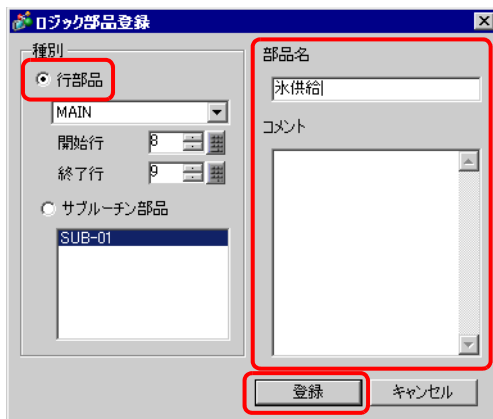 ロジック部品登録
種別
行部品
MAIN
開始行 8
終了行 9
サブルーチン部品
SUB-01
部品名
氷供給
コメント
登録 キャンセル